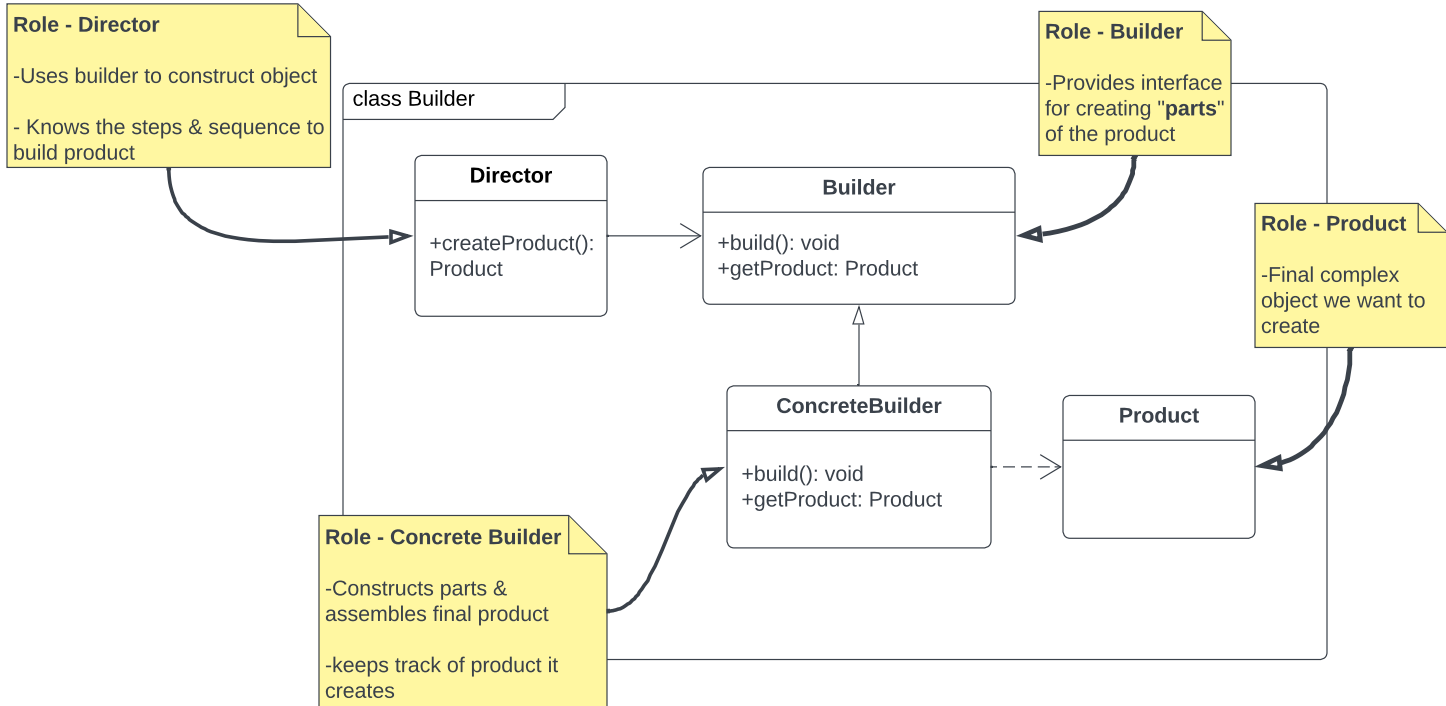 Role - Director
-Uses builder to construct object
- Knows the steps & sequence to
build product
Role - Builder
-Provides interface
for creating "parts"
of the product
class Builder
Director
+createProduct():
Product
Builder
+build(): void
+getProduct: Product
Role - Product
-Final complex
object we want to
create
ConcreteBuilder
+build(): void
+getProduct: Product
Product
Role - Concrete Builder
-Constructs parts &
assembles final product
-keeps track of product it
creates